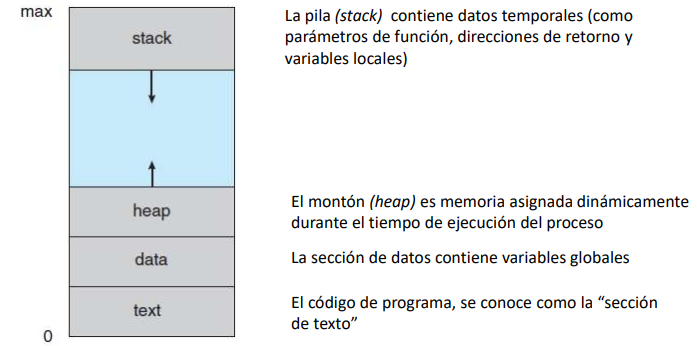 max
stack
La pila (stack) contiene datos temporales (como
parámetros de función, direcciones de retorno y
variables locales)
heap
El montón (heap) es memoria asignada dinámicamente
durante el tiempo de ejecución del proceso
data
La sección de datos contiene variables globales
text
El código de programa, se conoce como la “sección
de texto”
0